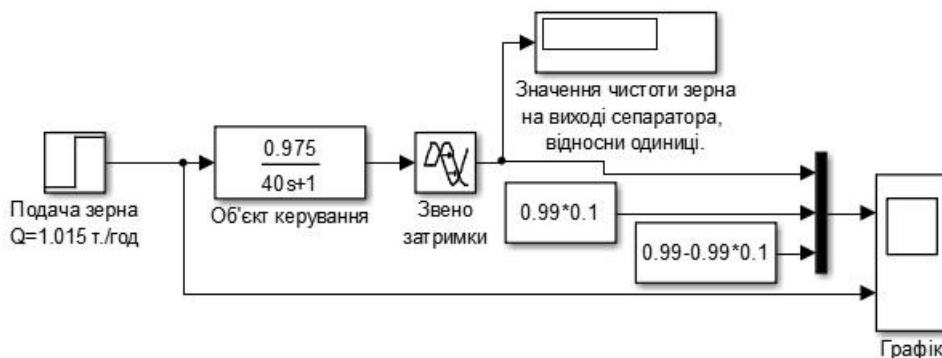 Значення чистоти зерна
на виході сепаратора,
відносни одиниці.
0.975
40s+1
Подача зерна
Q=1.015 т./год
Об'єкт керування
Звено
затримки
0.99*0.1
0.99-0.99*0.1
Графік